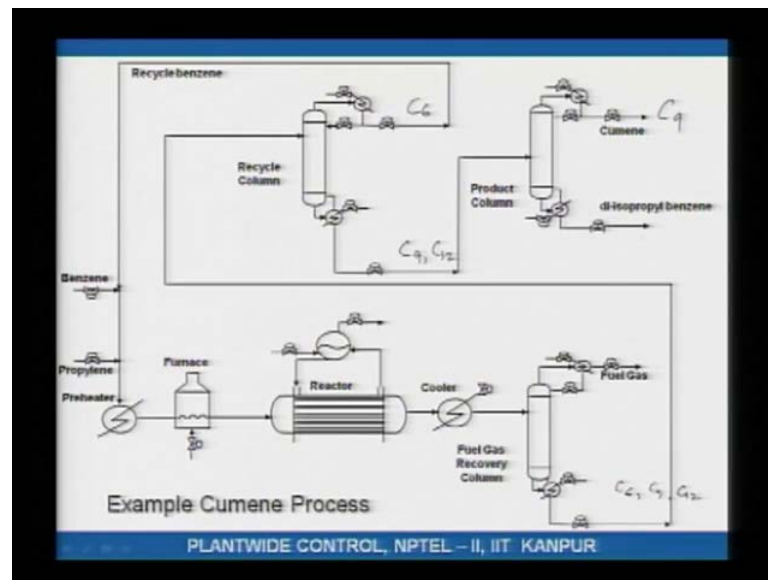 Recycle benzene
C6
C9
Cumene
Recycle
Column
Product
Column
di-isopropyl benzene
C9, C12
Benzene
Propylene
Furnace
Preheater
Reactor
Cooler
Fuel Gas
Fuel Gas
Recovery
Column
C6, C9, C12
Example Cumene Process
PLANTWIDE CONTROL, NPTEL – II, IIT KANPUR